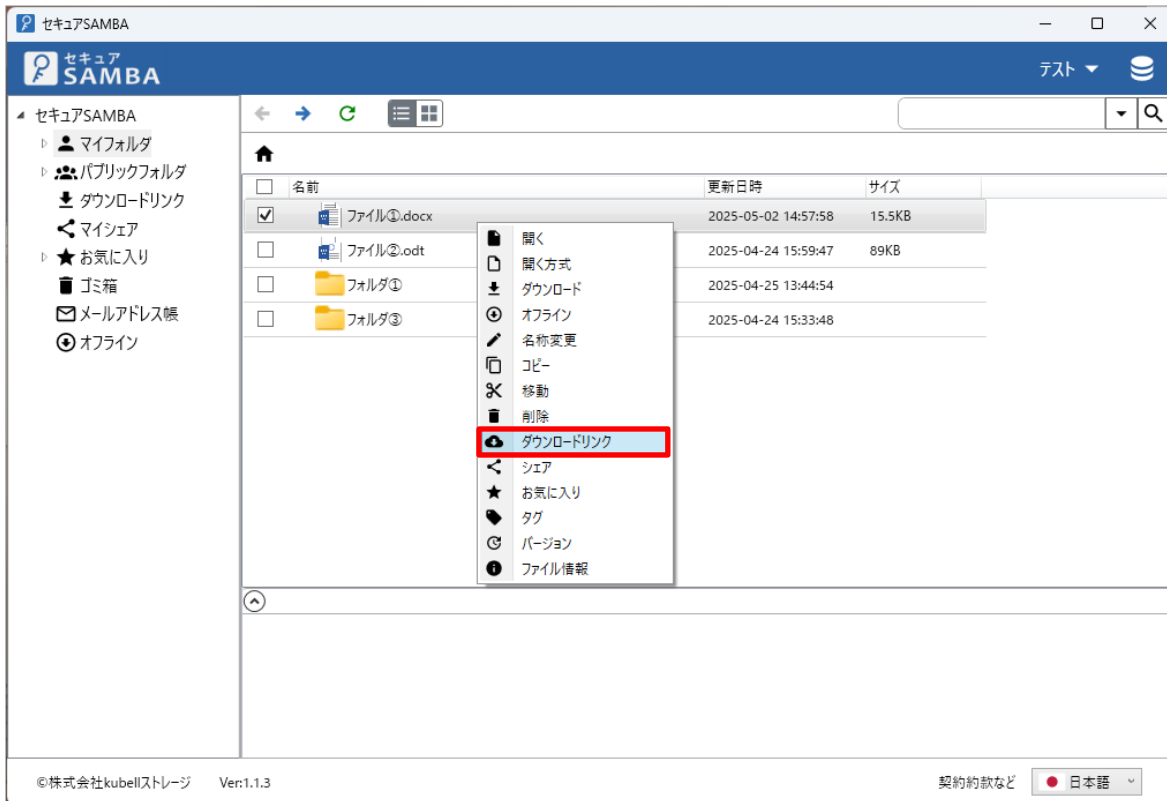 セキュアSAMBA
セキュア
SAMBA
テスト
セキュアSAMBA
マイフォルダ
パブリックフォルダ
ダウンロードリンク
マイシェア
お気に入り
ゴミ箱
メールアドレス帳
オフライン
名前 更新日時 サイズ
ファイル①.docx 2025-05-02 14:57:58 15.5KB
ファイル②.odt 2025-04-24 15:59:47 89KB
フォルダ① 2025-04-25 13:44:54
フォルダ③ 2025-04-24 15:33:48
開く
開く方式
ダウンロード
オフライン
名称変更
コピー
移動
削除
ダウンロードリンク
シェア
お気に入り
タグ
バージョン
ファイル情報
©株式会社kubellストレージ Ver:1.1.3 契約約款など 日本語